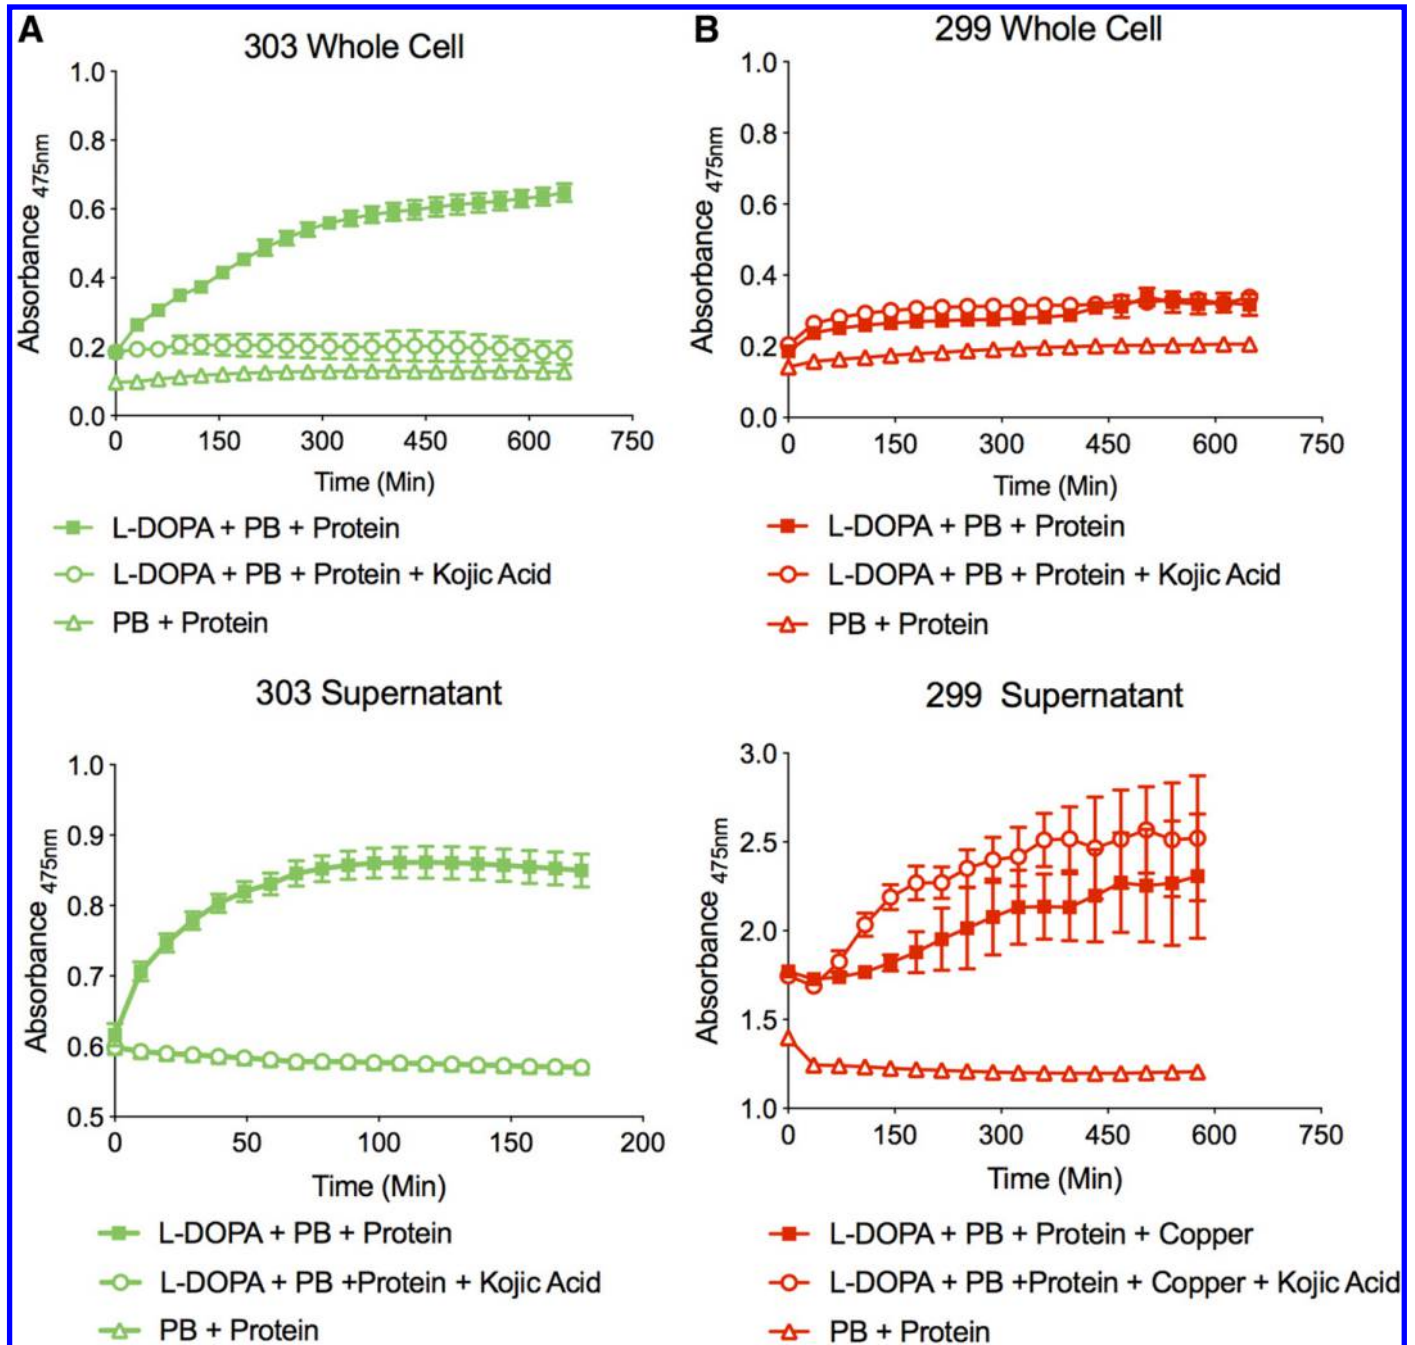 A
303 Whole Cell
1.0
0.8
0.6
0.4
0.2
0.0
Absorbance 475nm
0 150 300 450 600 750
Time (Min)
L-DOPA + PB + Protein
L-DOPA + PB + Protein + Kojic Acid
PB + Protein
B
299 Whole Cell
1.0
0.8
0.6
0.4
0.2
0.0
Absorbance 475nm
0 150 300 450 600 750
Time (Min)
L-DOPA + PB + Protein
L-DOPA + PB + Protein + Kojic Acid
PB + Protein
303 Supernatant
1.0
0.9
0.8
0.7
0.6
0.5
Absorbance 475nm
0 50 100 150 200
Time (Min)
L-DOPA + PB + Protein
L-DOPA + PB +Protein + Kojic Acid
PB + Protein
299 Supernatant
3.0
2.5
2.0
1.5
1.0
Absorbance 475nm
0 150 300 450 600 750
Time (Min)
L-DOPA + PB + Protein + Copper
L-DOPA + PB +Protein + Copper + Kojic Acid
PB + Protein